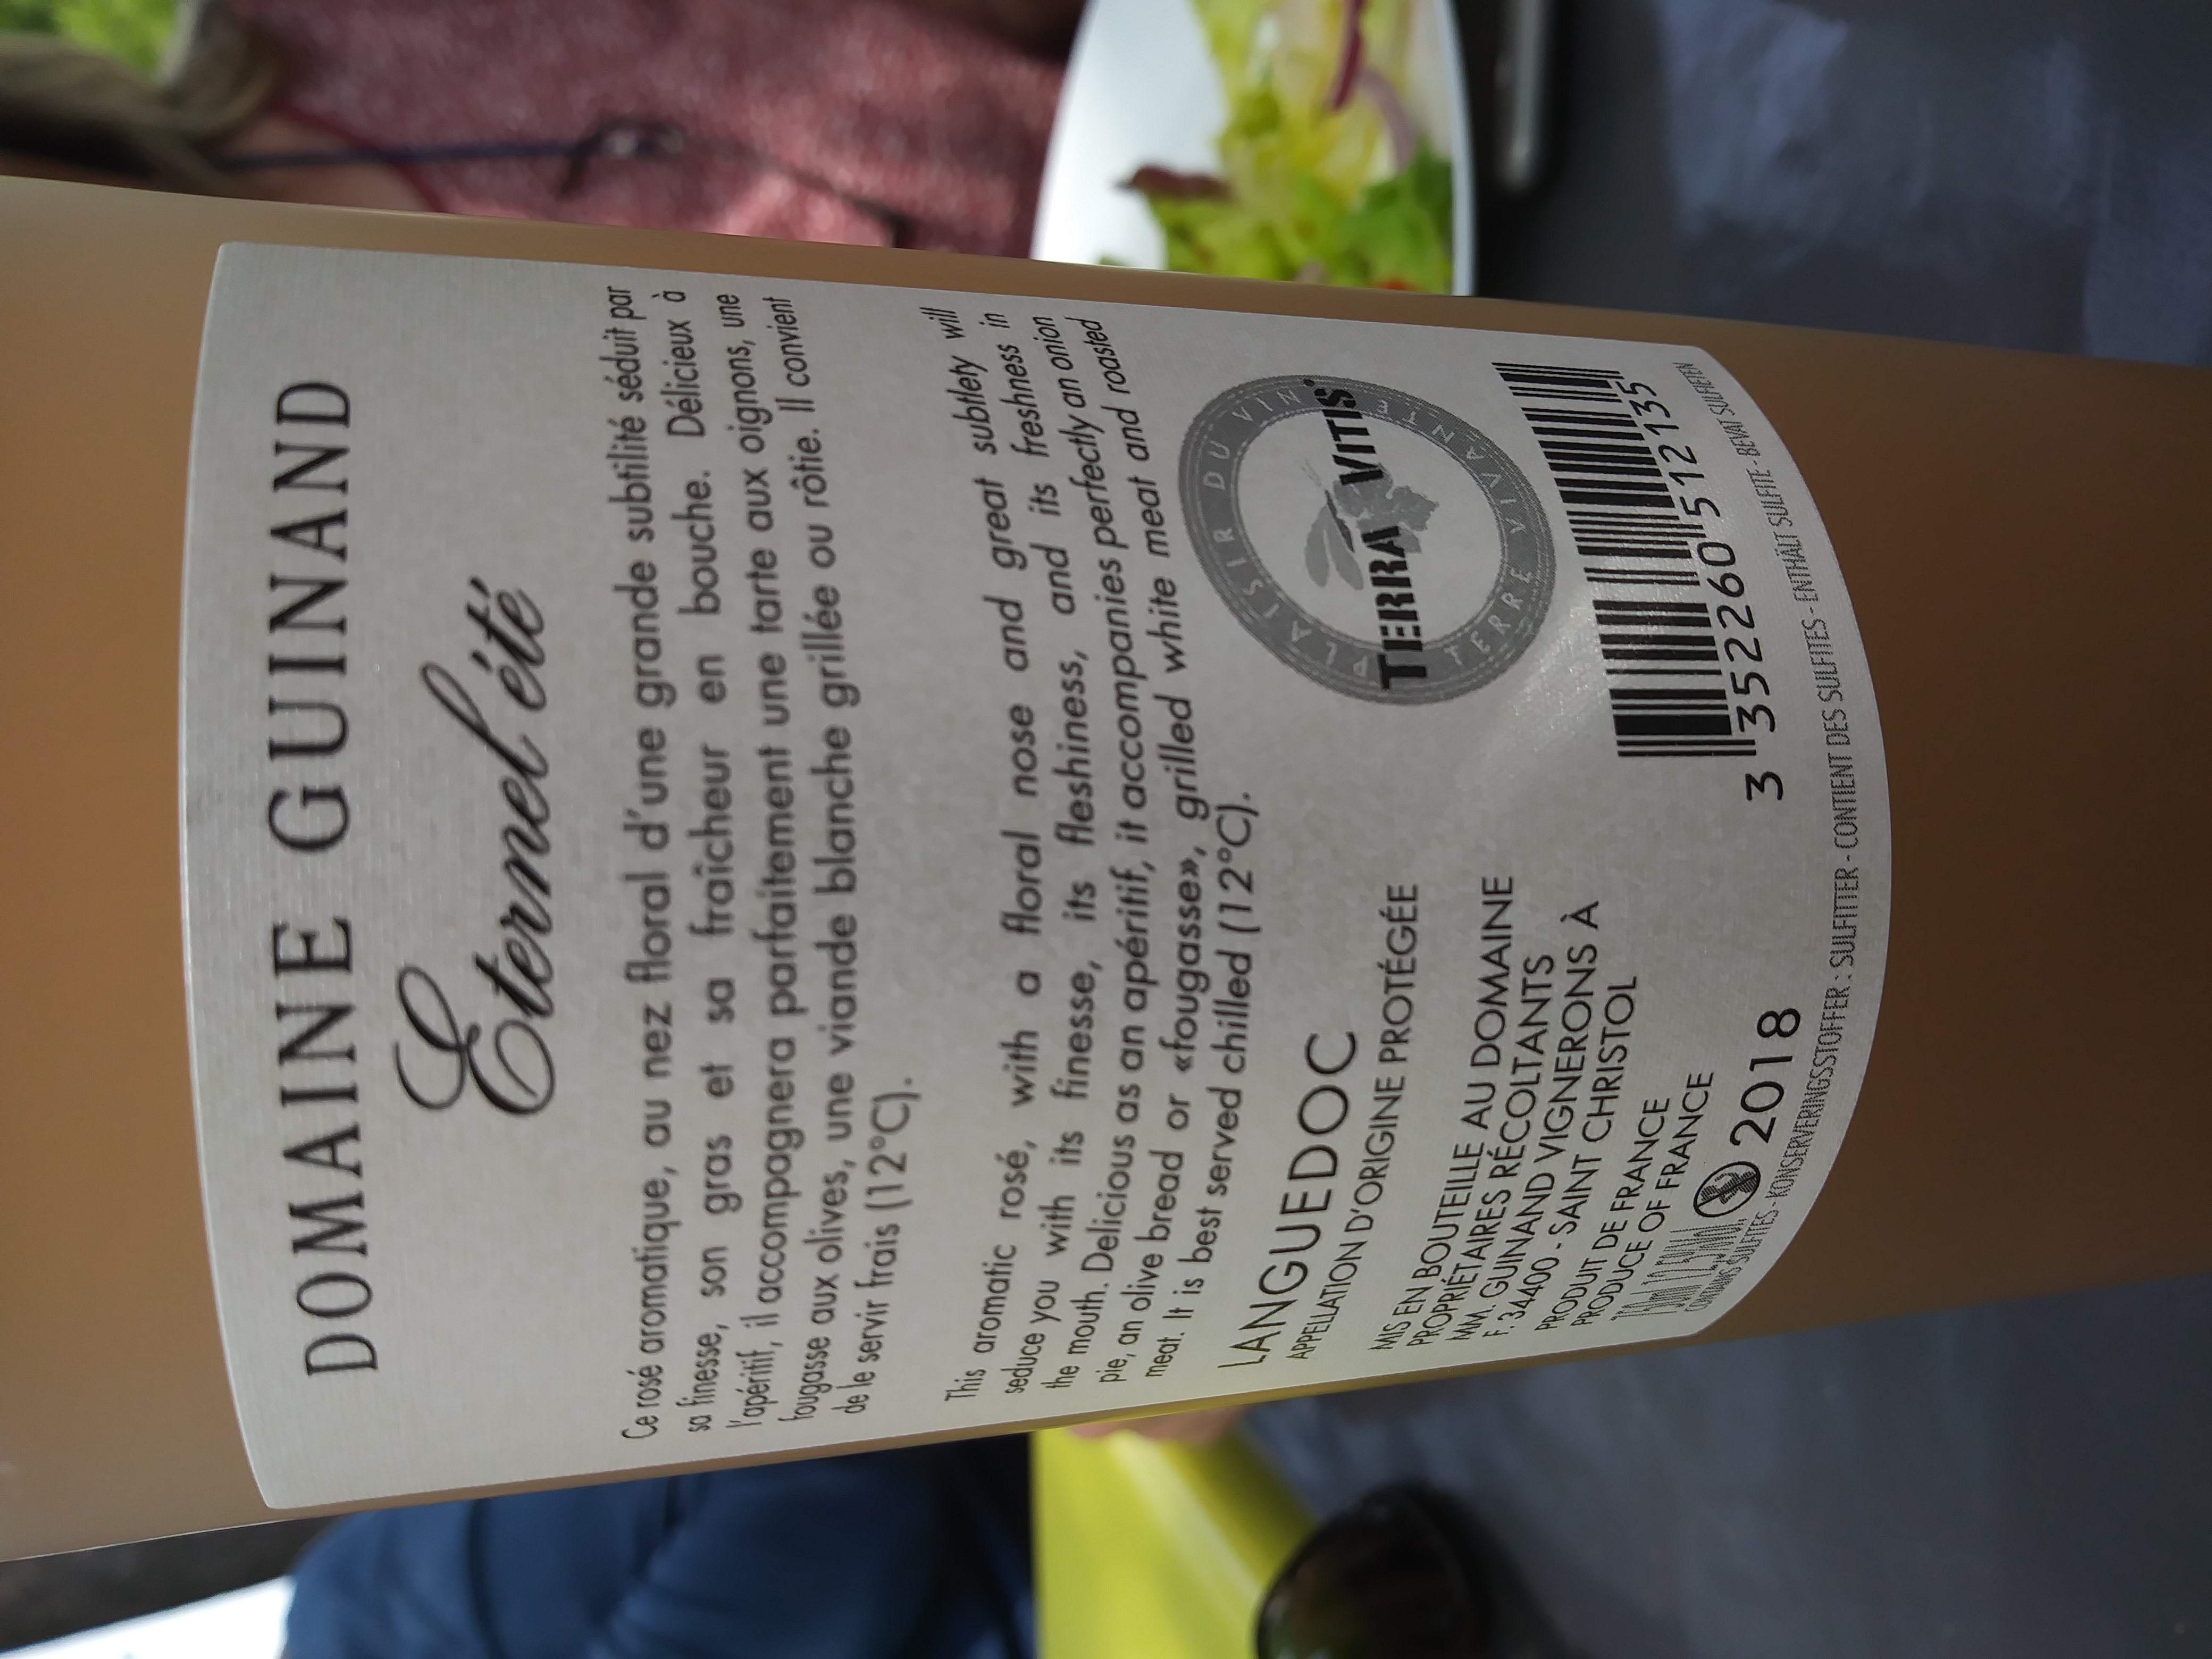 DOMAINE GUINAND
Éternel été
Ce rosé aromatique, au nez floral d'une grande subtilité séduit par
sa finesse, son gras et sa fraîcheur en bouche. Délicieux à
l'apéritif, il accompagnera parfaitement une tarte aux oignons, une
fougasse aux olives, une viande blanche grillée ou rôtie. Il convient
de le servir frais (12°C).
This aromatic rosé, with a floral nose and great subtlety will
seduce you with its finesse, its fleshiness, and its freshness in
the mouth. Delicious as an apéritif, it accompanies perfectly an onion
pie, an olive bread or «fougasse», grilled white meat and roasted
meat. It is best served chilled (12°C).
LANGUEDOC
APPELLATION D'ORIGINE PROTÉGÉE
MIS EN BOUTEILLE AU DOMAINE
PROPRIÉTAIRES RÉCOLTANTS
MM. GUINAND VIGNERONS À
F. 34400 - SAINT CHRISTOL
PRODUIT DE FRANCE
PRODUCE OF FRANCE
2018
PLAISIR DU VIN
TERRA VITIS
TERRE VIVANTE
3 352260 512135
CONTAINS SULFITES - KONSERVERINGSSTOFFER : SULFITTER - CONTIENT DES SULFITES - ENTHÄLT SULFITE - BEVAT SULFIETEN